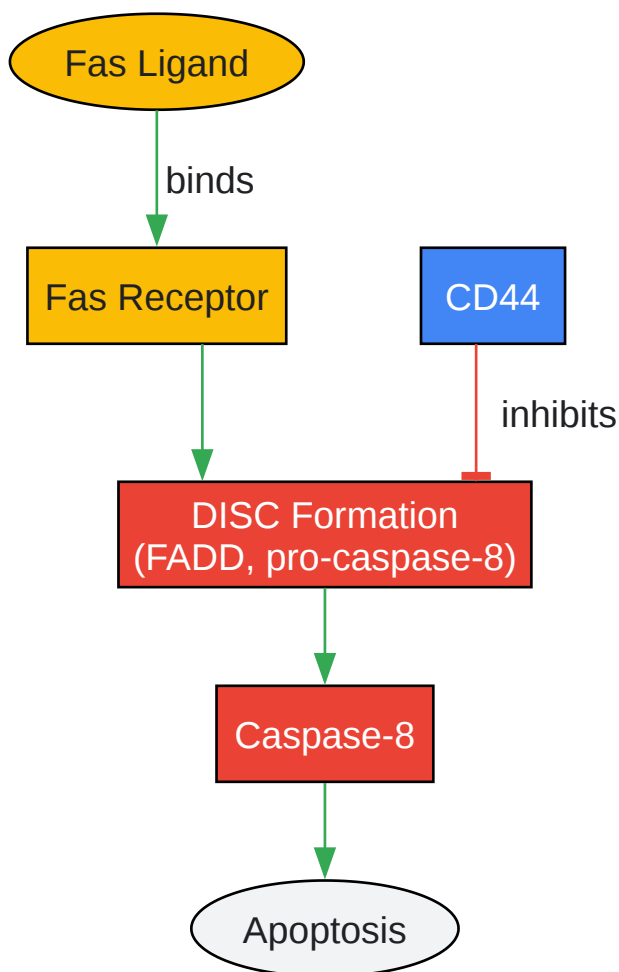 Fas Ligand
binds
Fas Receptor
CD44
inhibits
DISC Formation
(FADD, pro-caspase-8)
Caspase-8
Apoptosis